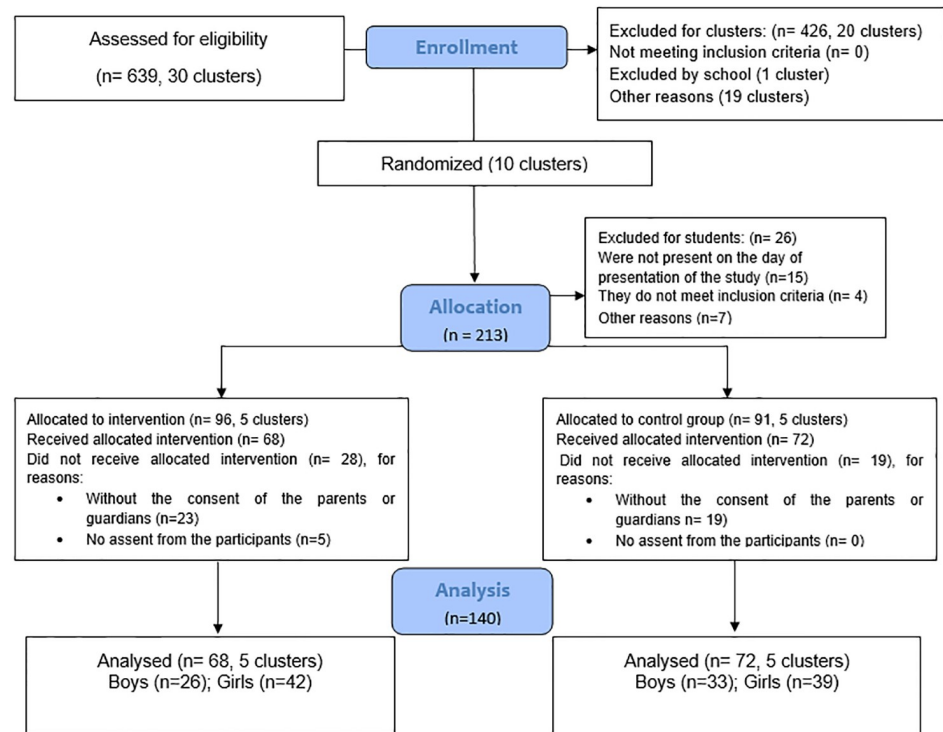 Assessed for eligibility
(n= 639, 30 clusters)
Enrollment
Excluded for clusters: (n= 426, 20 clusters)
Not meeting inclusion criteria (n= 0)
Excluded by school (1 cluster)
Other reasons (19 clusters)
Randomized (10 clusters)
Excluded for students: (n= 26)
Were not present on the day of
presentation of the study (n=15)
They do not meet inclusion criteria (n= 4)
Other reasons (n=7)
Allocation
(n = 213)
Allocated to intervention (n= 96, 5 clusters)
Received allocated intervention (n= 68)
Did not receive allocated intervention (n= 28), for
reasons:
• Without the consent of the parents or
guardians (n=23)
• No assent from the participants (n=5)
Allocated to control group (n= 91, 5 clusters)
Received allocated intervention (n= 72)
Did not receive allocated intervention (n= 19), for
reasons:
• Without the consent of the parents or
guardians n= 19)
• No assent from the participants (n= 0)
Analysis
(n=140)
Analysed (n= 68, 5 clusters)
Boys (n=26); Girls (n=42)
Analysed (n= 72, 5 clusters)
Boys (n=33); Girls (n=39)